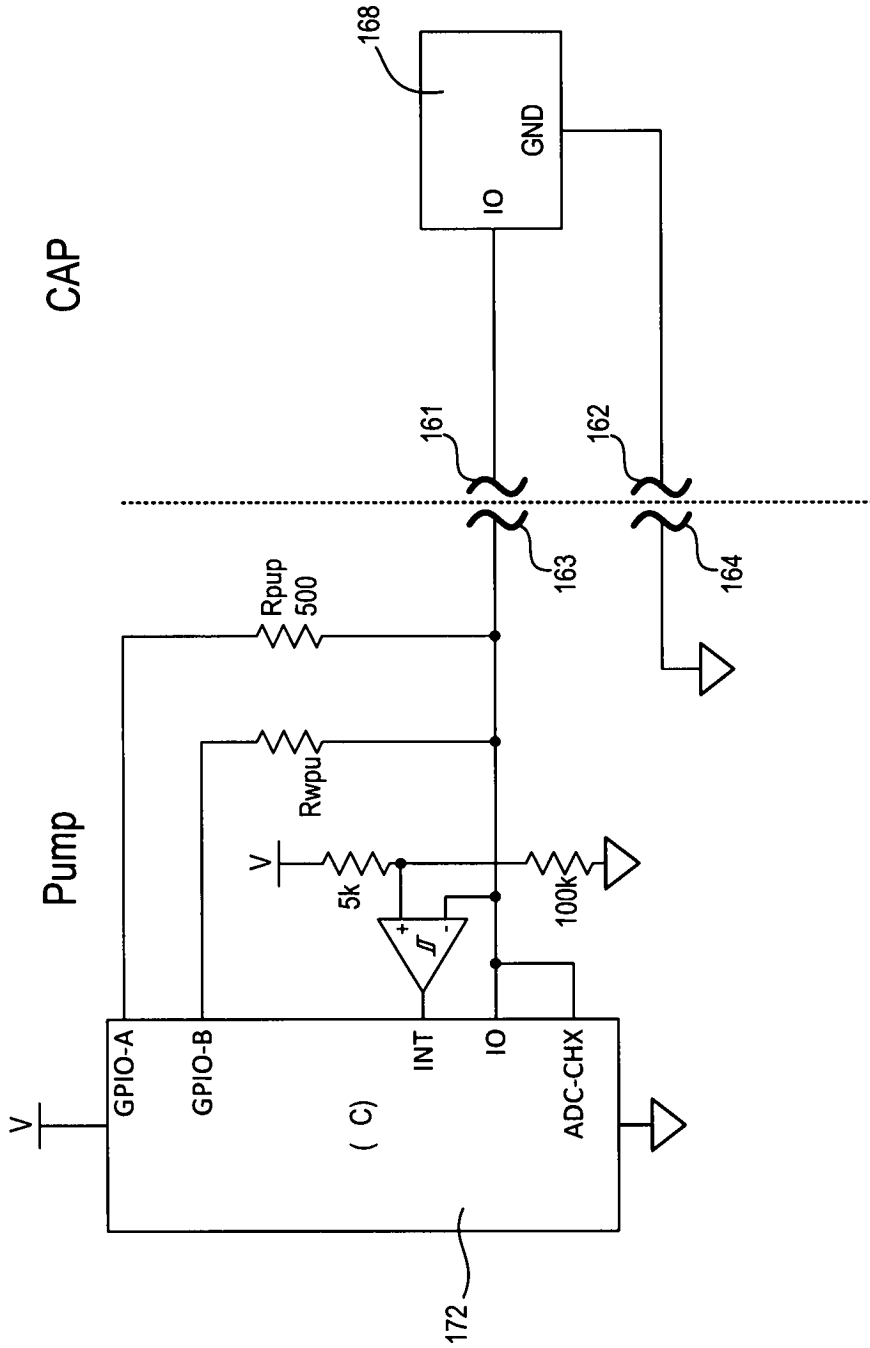 Pump
CAP
V
GPIO-A
GPIO-B
INT
IO
ADC-CHX
( C)
172
V
5k
100k
+
-
Rwpu
Rpup
500
163
161
164
162
IO
GND
168